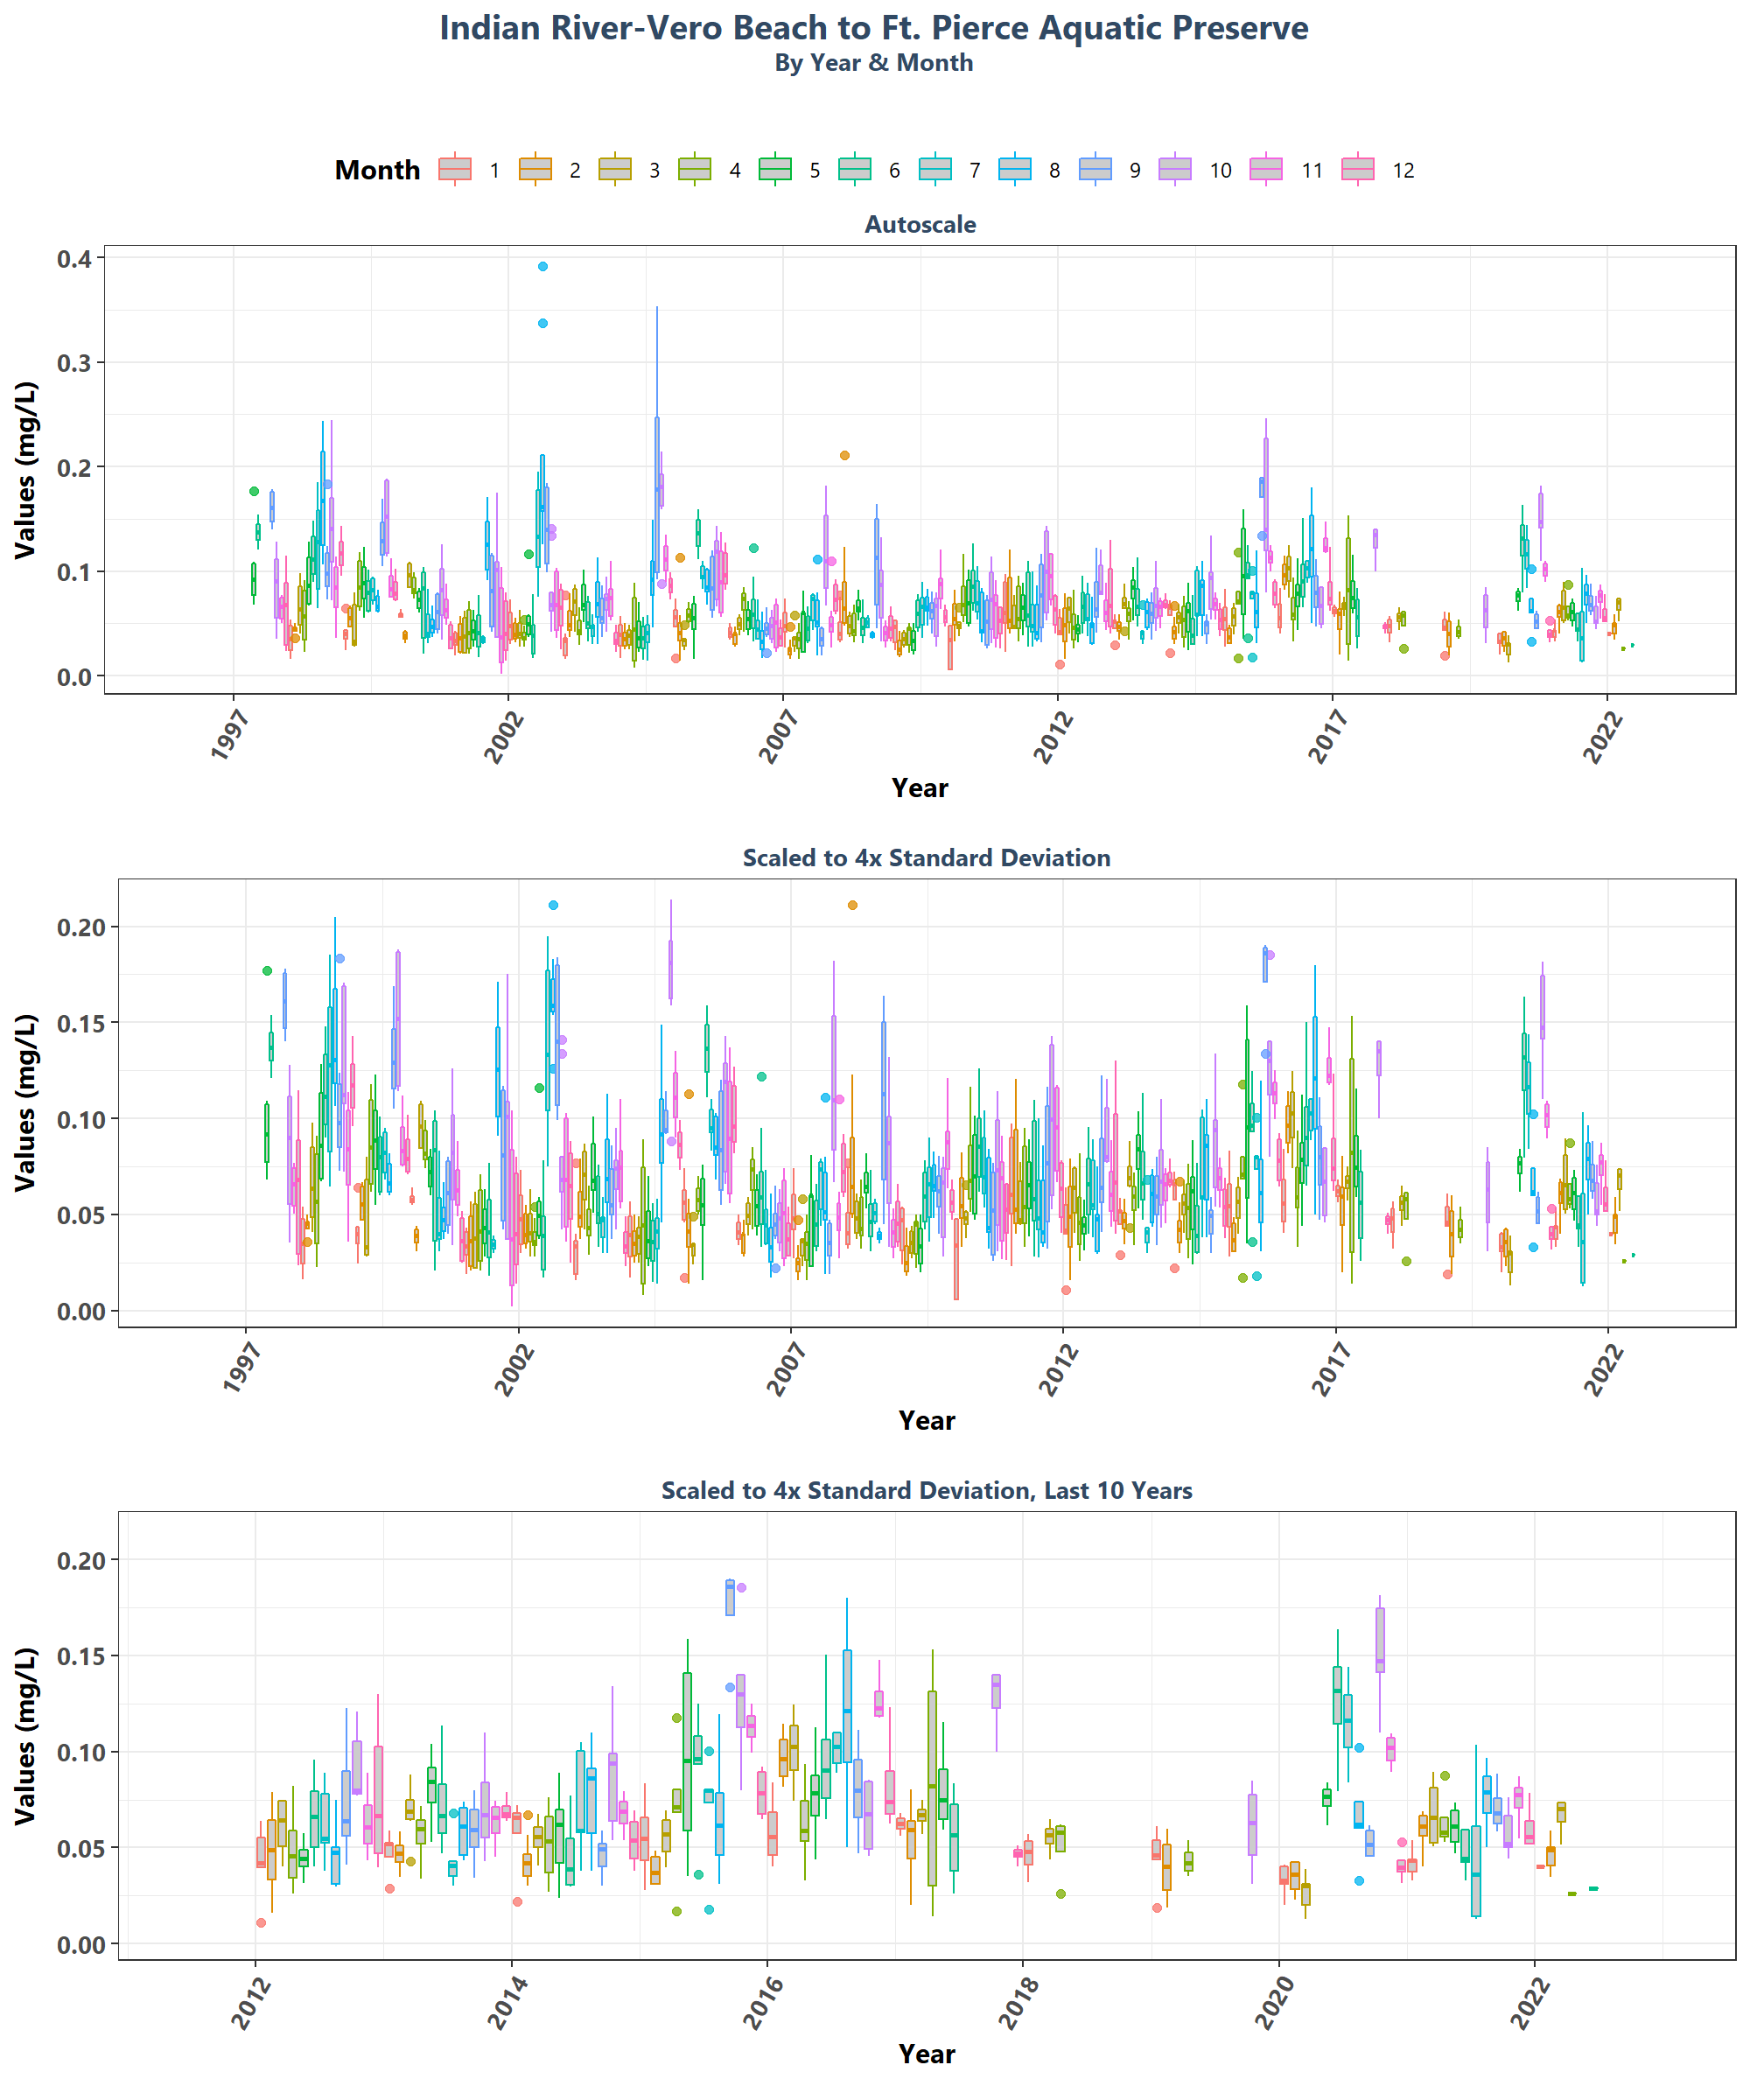 Indian River-Vero Beach to Ft. Pierce Aquatic Preserve
By Year & Month
Month 1 2 3 4 5 6 7 8 9 10 11 12
Autoscale
Values (mg/L)
0.4
0.3
0.2
0.1
0.0
1997 2002 2007 2012 2017 2022
Year
Scaled to 4x Standard Deviation
Values (mg/L)
0.20
0.15
0.10
0.05
0.00
1997 2002 2007 2012 2017 2022
Year
Scaled to 4x Standard Deviation, Last 10 Years
Values (mg/L)
0.20
0.15
0.10
0.05
0.00
2012 2014 2016 2018 2020 2022
Year